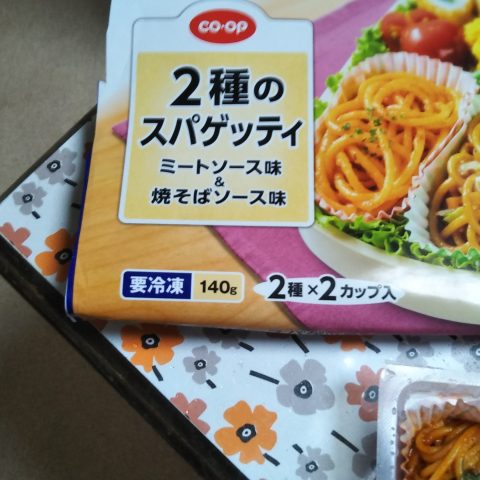 CO・OP
2種の
スパゲッティ
ミートソース味
&
焼そばソース味
要冷凍 140g 2種×2カップ入